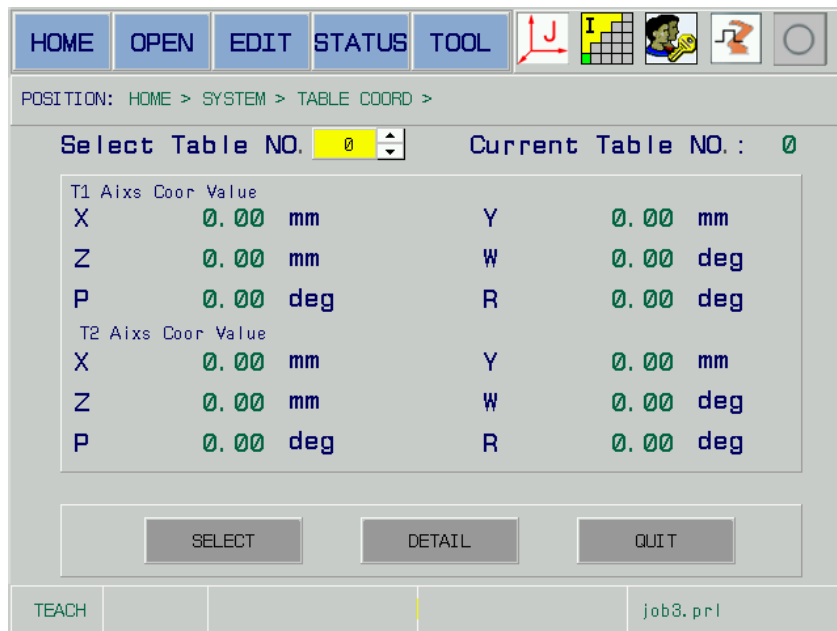 HOME OPEN EDIT STATUS TOOL J I
POSITION: HOME > SYSTEM > TABLE COORD >
Select Table NO. 0 Current Table NO.: 0
T1 Aixs Coor Value
X 0.00 mm Y 0.00 mm
Z 0.00 mm W 0.00 deg
P 0.00 deg R 0.00 deg
T2 Aixs Coor Value
X 0.00 mm Y 0.00 mm
Z 0.00 mm W 0.00 deg
P 0.00 deg R 0.00 deg
SELECT DETAIL QUIT
TEACH job3.prl